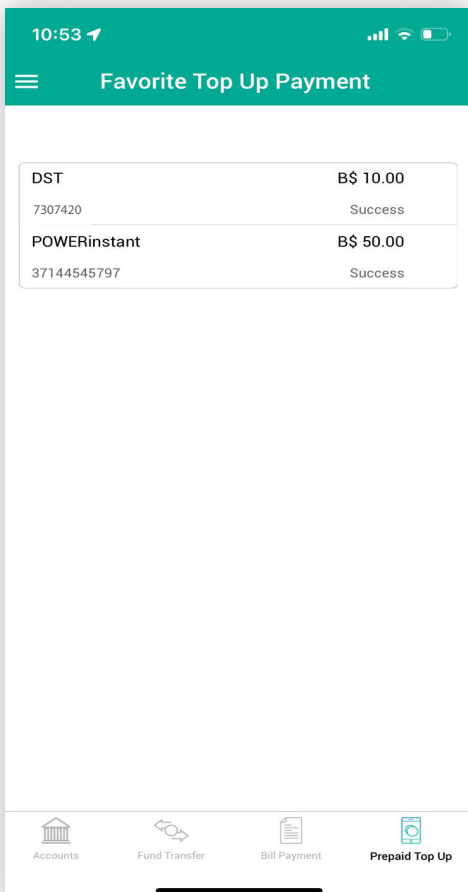 10:53
Favorite Top Up Payment
DST B$ 10.00
7307420 Success
POWERinstant B$ 50.00
37144545797 Success
Accounts Fund Transfer Bill Payment Prepaid Top Up